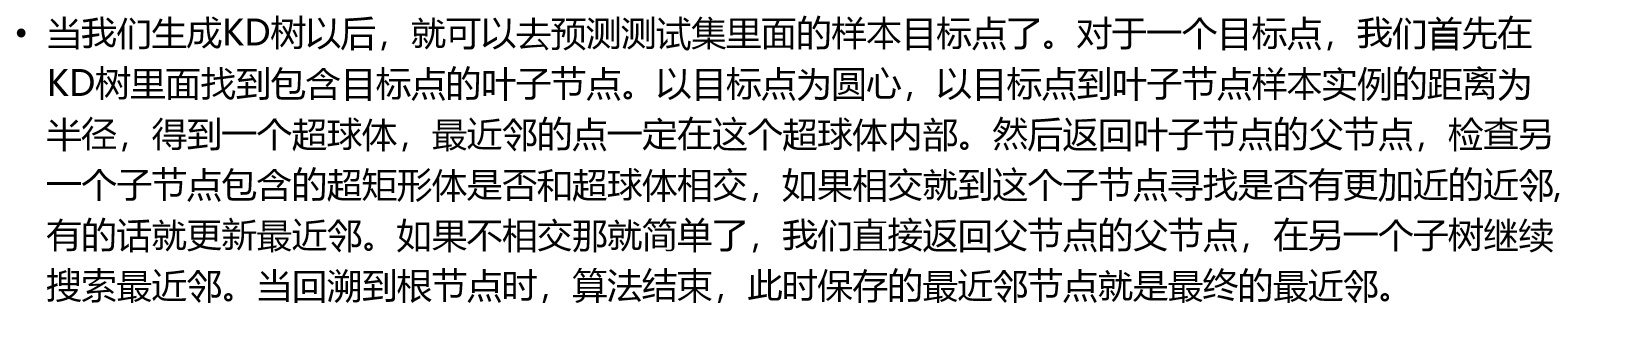 • 当我们生成KD树以后，就可以去预测测试集里面的样本目标点了。对于一个目标点，我们首先在
KD树里面找到包含目标点的叶子节点。以目标点为圆心，以目标点到叶子节点样本实例的距离为
半径，得到一个超球体，最近邻的点一定在这个超球体内部。然后返回叶子节点的父节点，检查另
一个子节点包含的超矩形体是否和超球体相交，如果相交就到这个子节点寻找是否有更加近的近邻,
有的话就更新最近邻。如果不相交那就简单了，我们直接返回父节点的父节点，在另一个子树继续
搜索最近邻。当回溯到根节点时，算法结束，此时保存的最近邻节点就是最终的最近邻。